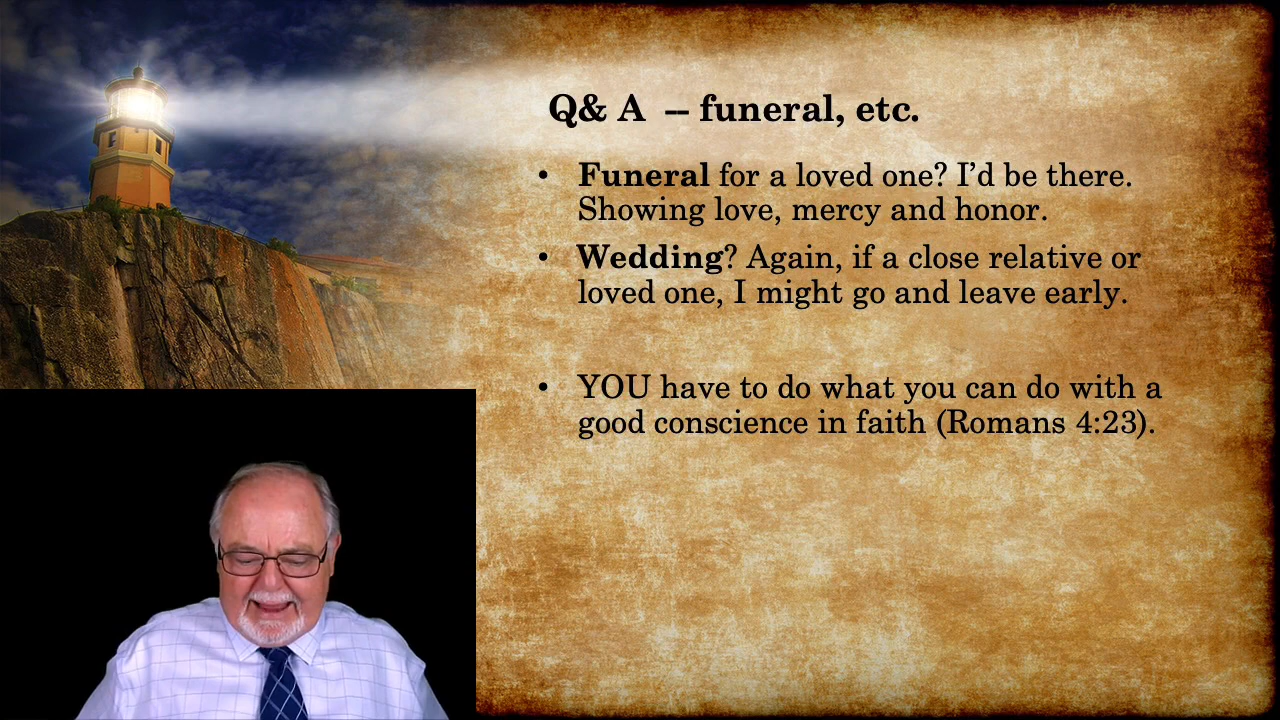 Q& A -- funeral, etc.
• Funeral for a loved one? I’d be there.
Showing love, mercy and honor.
• Wedding? Again, if a close relative or
loved one, I might go and leave early.
• YOU have to do what you can do with a
good conscience in faith (Romans 4:23).